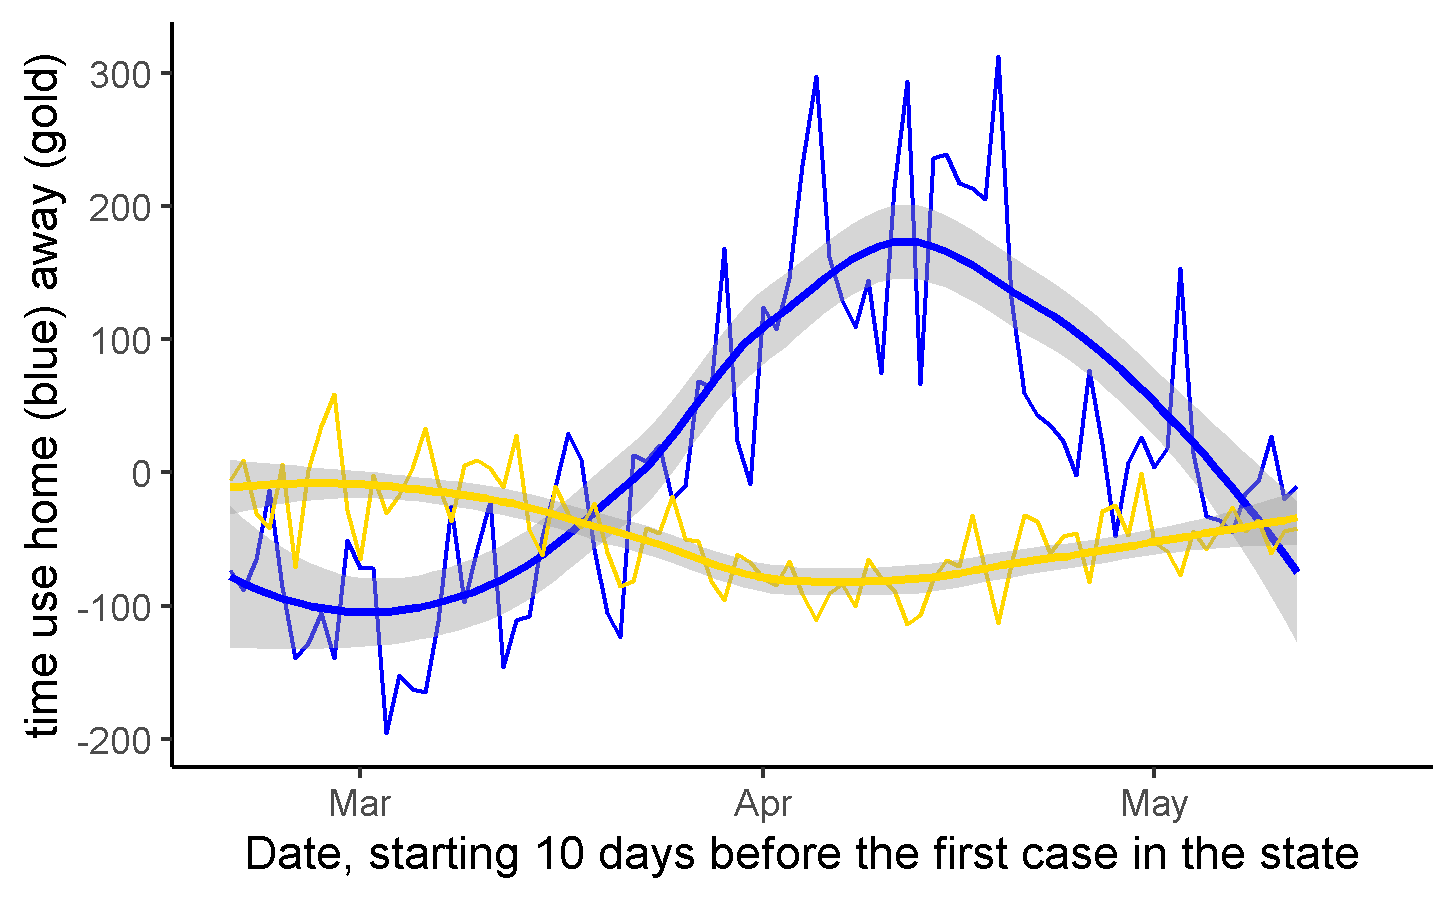 time use home (blue) away (gold)
300
200
100
0
-100
-200
Mar
Apr
May
Date, starting 10 days before the first case in the state